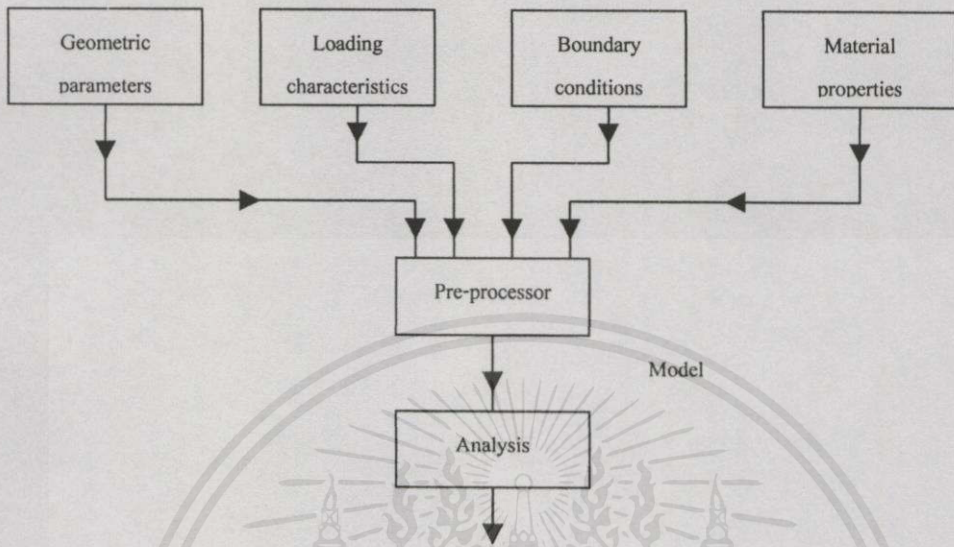 Geometric
parameters
Loading
characteristics
Boundary
conditions
Material
properties
Pre-processor
Model
Analysis